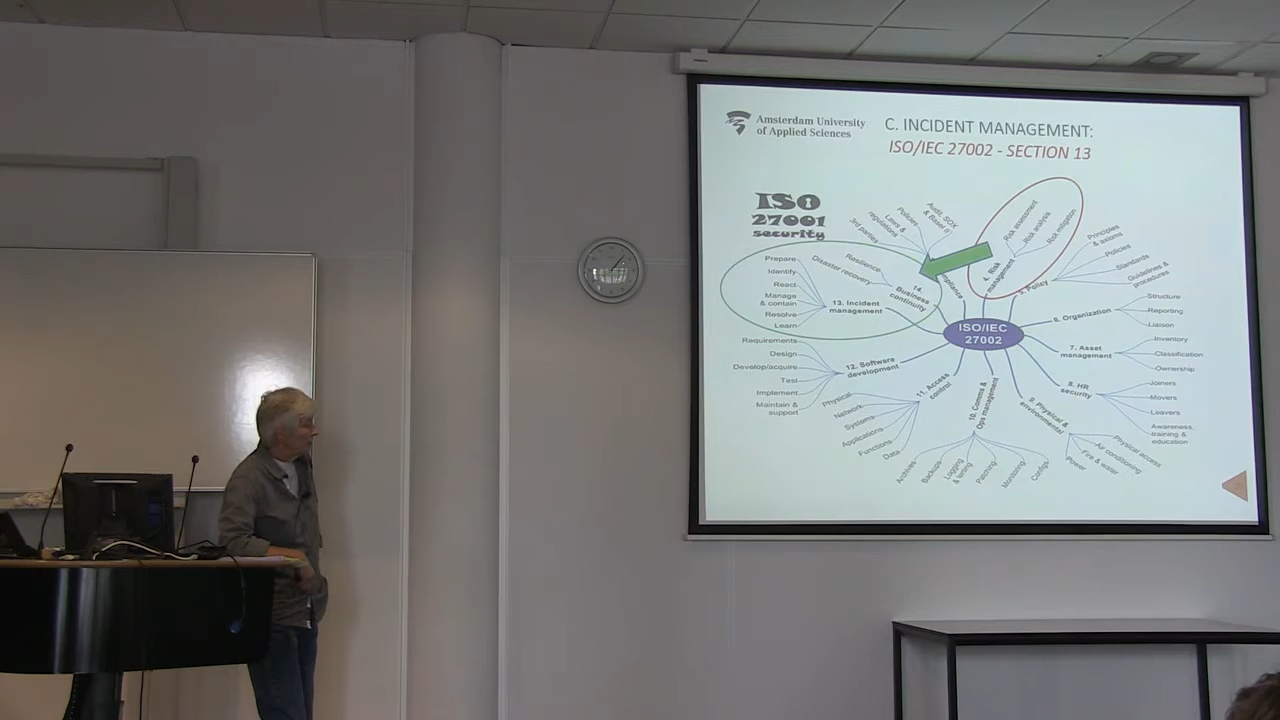 Amsterdam University
of Applied Sciences
C. INCIDENT MANAGEMENT:
ISO/IEC 27002 - SECTION 13
ISO
27001
security
ISO/IEC
27002
4. Risk
management
Risk assessment
Risk analysis
Risk mitigation
Policy
Principles
& axioms
Policies
Standards
Guidelines &
procedures
6. Organization
Structure
Reporting
Liaison
7. Asset
management
Inventory
Classification
Ownership
8. HR
security
Joiners
Movers
Leavers
Awareness,
training &
education
9. Physical &
environmental
Physical access
Air conditioning
Fire & water
Power
10. Comms &
Ops management
Configs
Monitoring
Patching
Logging
Backups
Archives
11. Access
control
Data
Functions
Applications
Systems
Network
Physical
12. Software
development
Requirements
Design
Develop/acquire
Test
Implement
Maintain &
support
13. Incident
management
Prepare
Identify
React
Manage
& contain
Resolve
Learn
14.
Business
continuity
Resilience
Disaster recovery
mpliance
3rd parties
Laws &
regulations
Policies
Audit, SOX
& Basel II